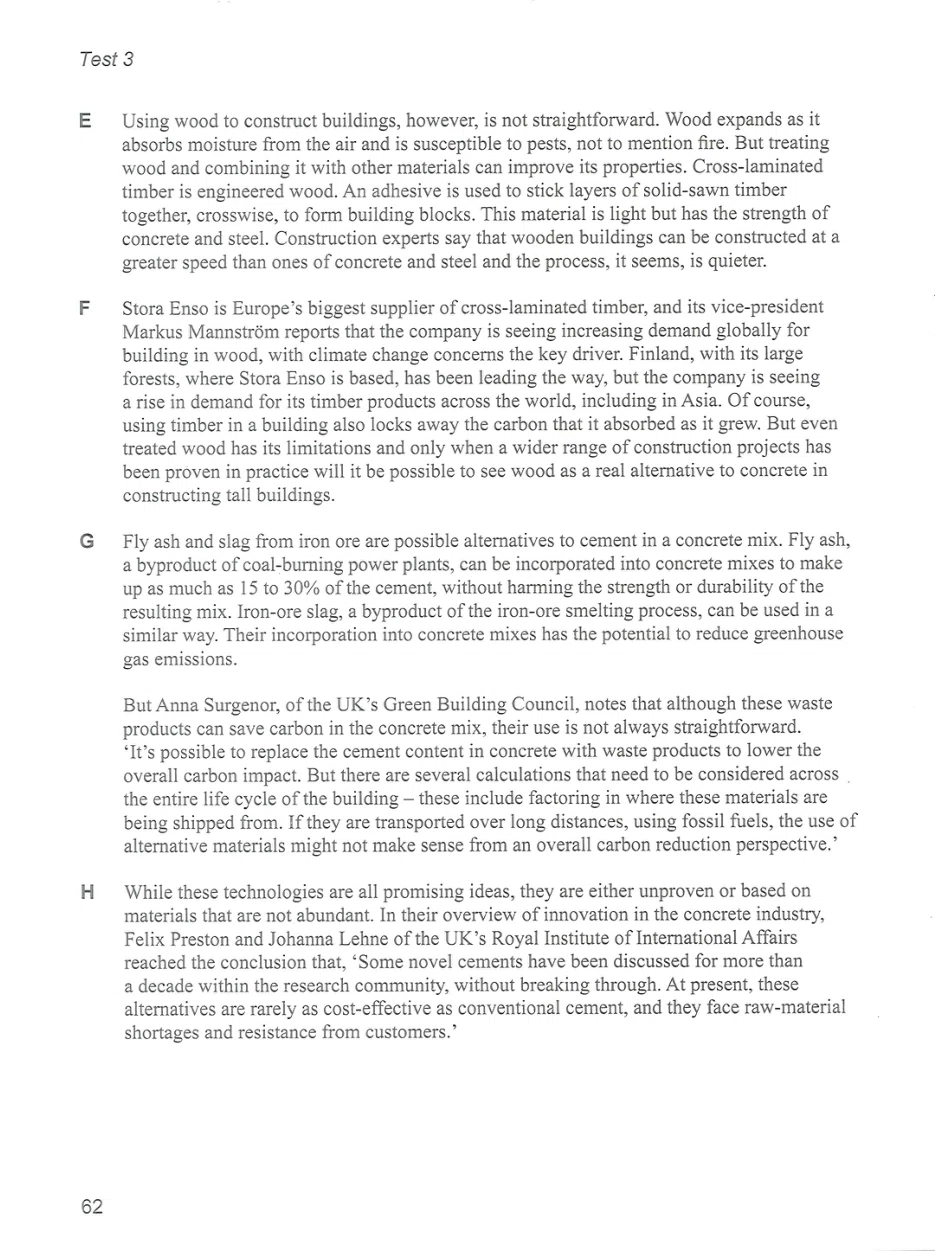 Test 3
E Using wood to construct buildings, however, is not straightforward. Wood expands as it
absorbs moisture from the air and is susceptible to pests, not to mention fire. But treating
wood and combining it with other materials can improve its properties. Cross-laminated
timber is engineered wood. An adhesive is used to stick layers of solid-sawn timber
together, crosswise, to form building blocks. This material is light but has the strength of
concrete and steel. Construction experts say that wooden buildings can be constructed at a
greater speed than ones of concrete and steel and the process, it seems, is quieter.
F Stora Enso is Europe's biggest supplier of cross-laminated timber, and its vice-president
Markus Mannström reports that the company is seeing increasing demand globally for
building in wood, with climate change concerns the key driver. Finland, with its large
forests, where Stora Enso is based, has been leading the way, but the company is seeing
a rise in demand for its timber products across the world, including in Asia. Of course,
using timber in a building also locks away the carbon that it absorbed as it grew. But even
treated wood has its limitations and only when a wider range of construction projects has
been proven in practice will it be possible to see wood as a real alternative to concrete in
constructing tall buildings.
G Fly ash and slag from iron ore are possible alternatives to cement in a concrete mix. Fly ash,
a byproduct of coal-burning power plants, can be incorporated into concrete mixes to make
up as much as 15 to 30% of the cement, without harming the strength or durability of the
resulting mix. Iron-ore slag, a byproduct of the iron-ore smelting process, can be used in a
similar way. Their incorporation into concrete mixes has the potential to reduce greenhouse
gas emissions.
But Anna Surgenor, of the UK's Green Building Council, notes that although these waste
products can save carbon in the concrete mix, their use is not always straightforward.
'It's possible to replace the cement content in concrete with waste products to lower the
overall carbon impact. But there are several calculations that need to be considered across
the entire life cycle of the building – these include factoring in where these materials are
being shipped from. If they are transported over long distances, using fossil fuels, the use of
alternative materials might not make sense from an overall carbon reduction perspective.'
H While these technologies are all promising ideas, they are either unproven or based on
materials that are not abundant. In their overview of innovation in the concrete industry,
Felix Preston and Johanna Lehne of the UK's Royal Institute of International Affairs
reached the conclusion that, 'Some novel cements have been discussed for more than
a decade within the research community, without breaking through. At present, these
alternatives are rarely as cost-effective as conventional cement, and they face raw-material
shortages and resistance from customers.'
62